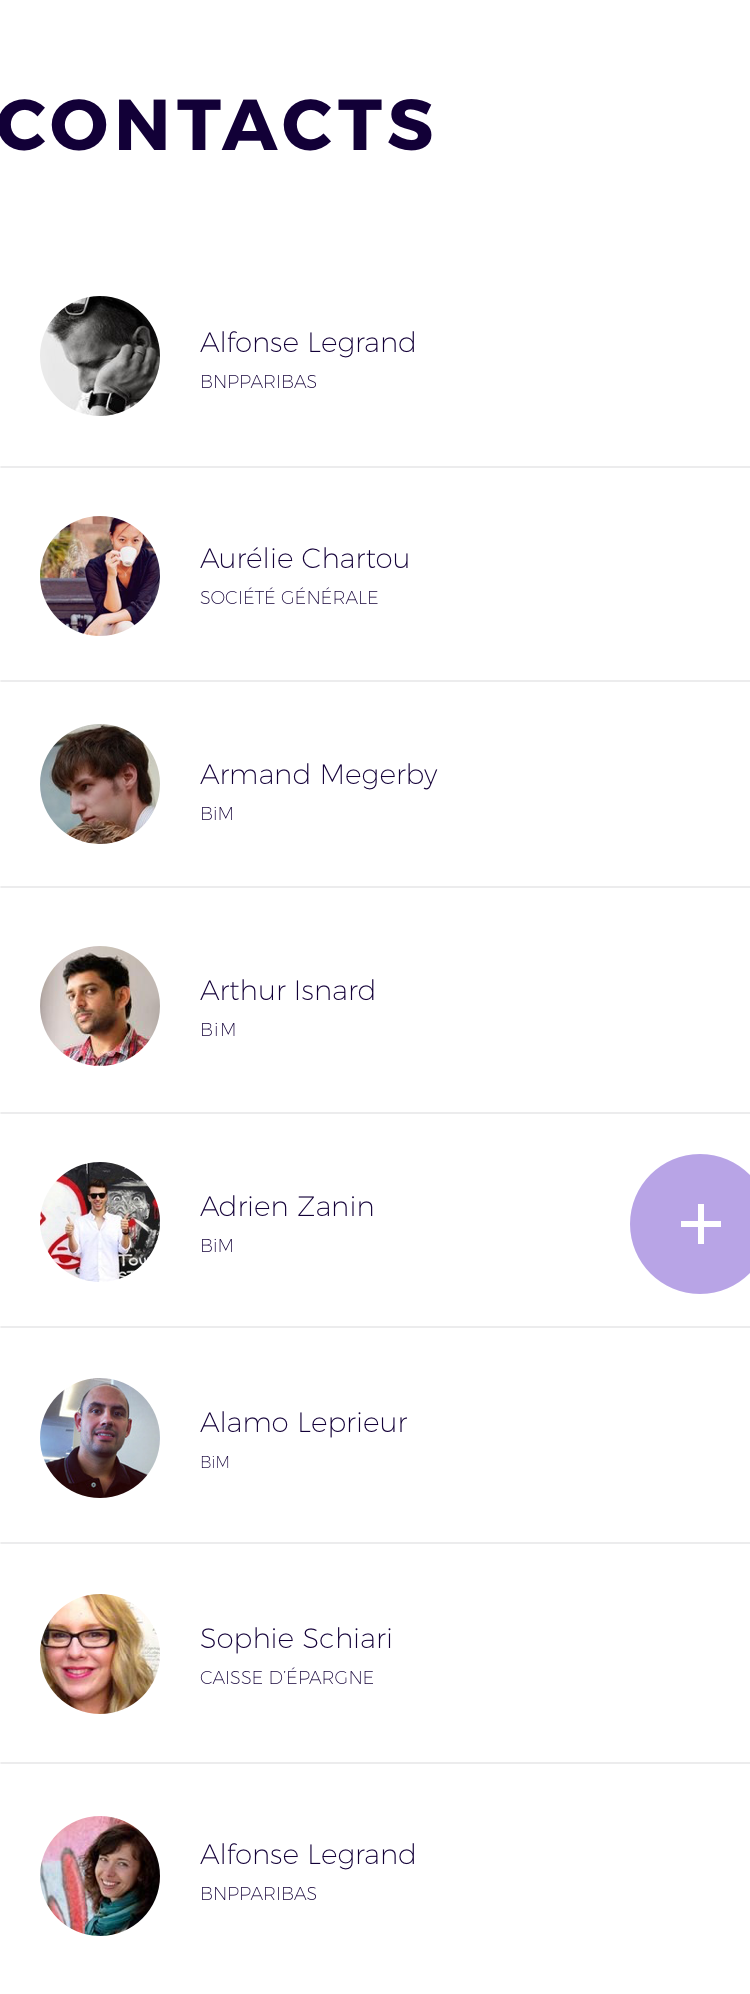 CONTACTS
Alfonse Legrand
BNPPARIBAS
Aurélie Chartou
SOCIÉTÉ GÉNÉRALE
Armand Megerby
BiM
Arthur Isnard
BiM
Adrien Zanin
BiM
Alamo Leprieur
BiM
Sophie Schiari
CAISSE D'ÉPARGNE
Alfonse Legrand
BNPPARIBAS